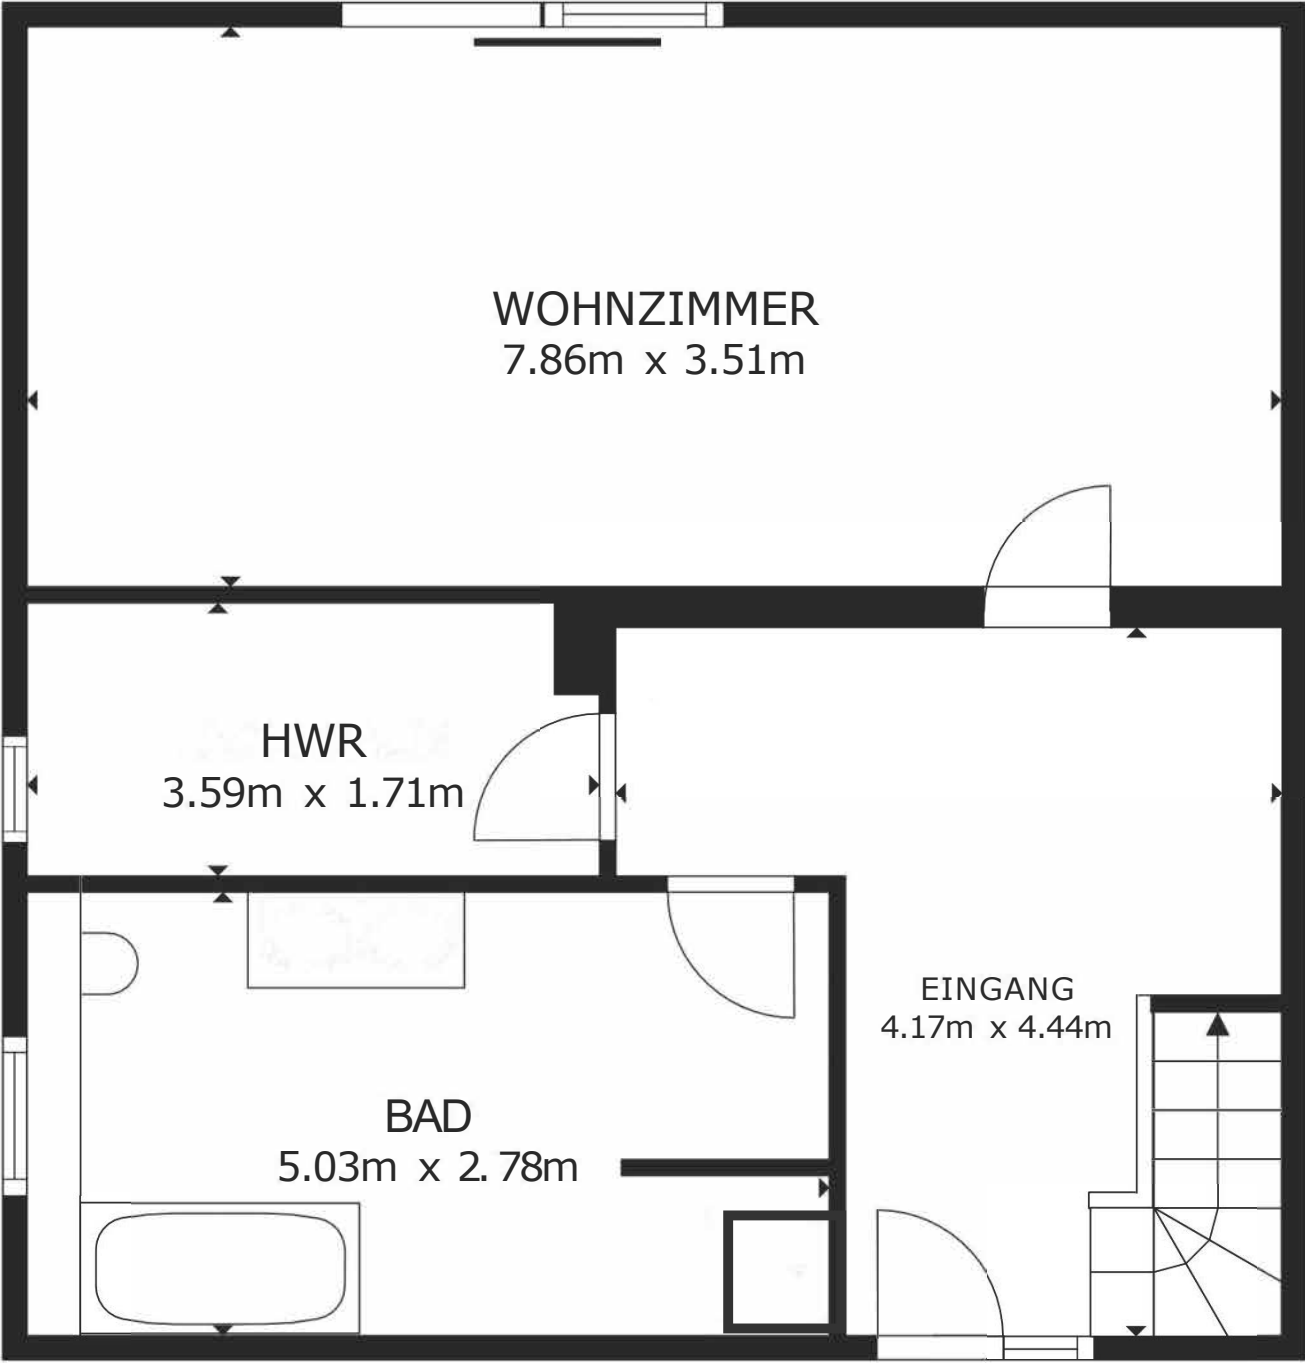 WOHNZIMMER
7.86m x 3.51m
HWR
3.59m x 1.71m
EINGANG
4.17m x 4.44m
BAD
5.03m x 2.78m